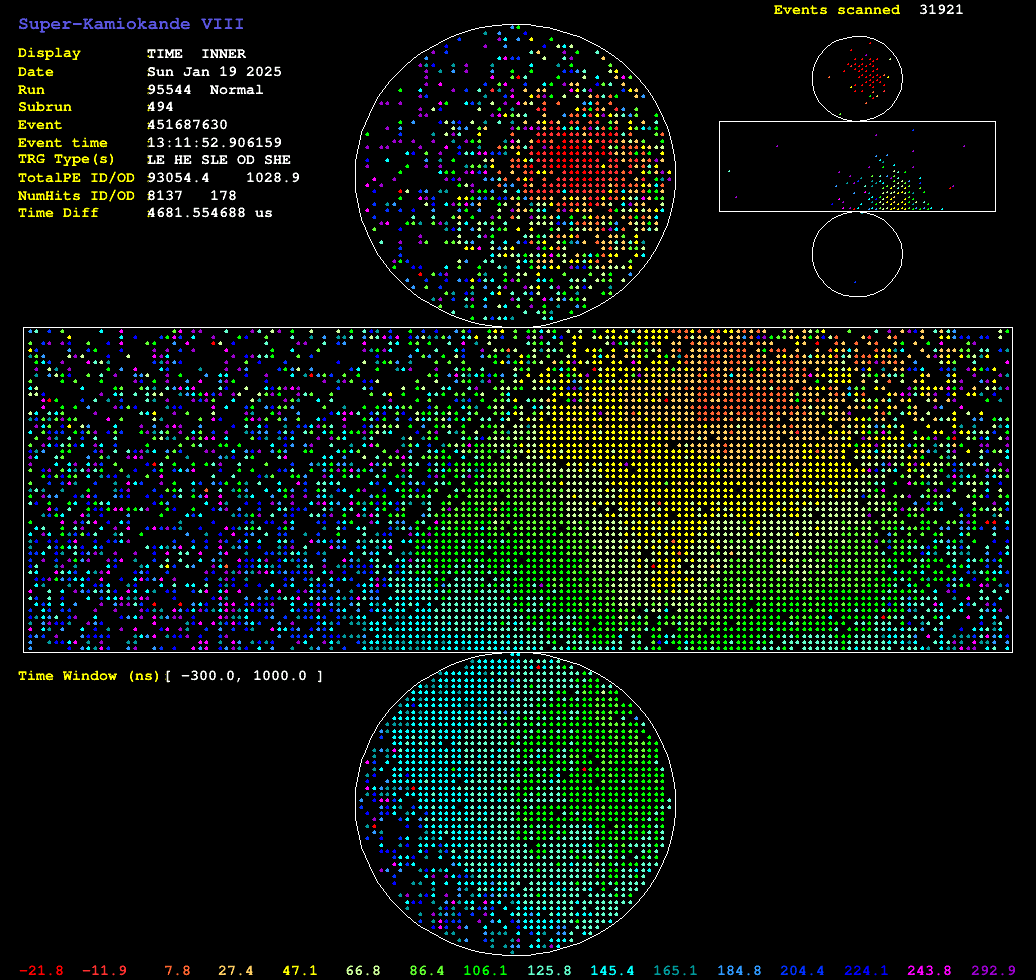 Super-Kamiokande VIII
Events scanned 31921
Display TIME INNER
Date Sun Jan 19 2025
Run 95544 Normal
Subrun 494
Event 451687630
Event time 13:11:52.906159
TRG Type(s) LE HE SLE OD SHE
TotalPE ID/OD 93054.4 1028.9
NumHits ID/OD 8137 178
Time Diff 4681.554688 us
Time Window (ns) [ -300.0, 1000.0 ]
-21.8 -11.9 7.8 27.4 47.1 66.8 86.4 106.1 125.8 145.4 165.1 184.8 204.4 224.1 243.8 292.9